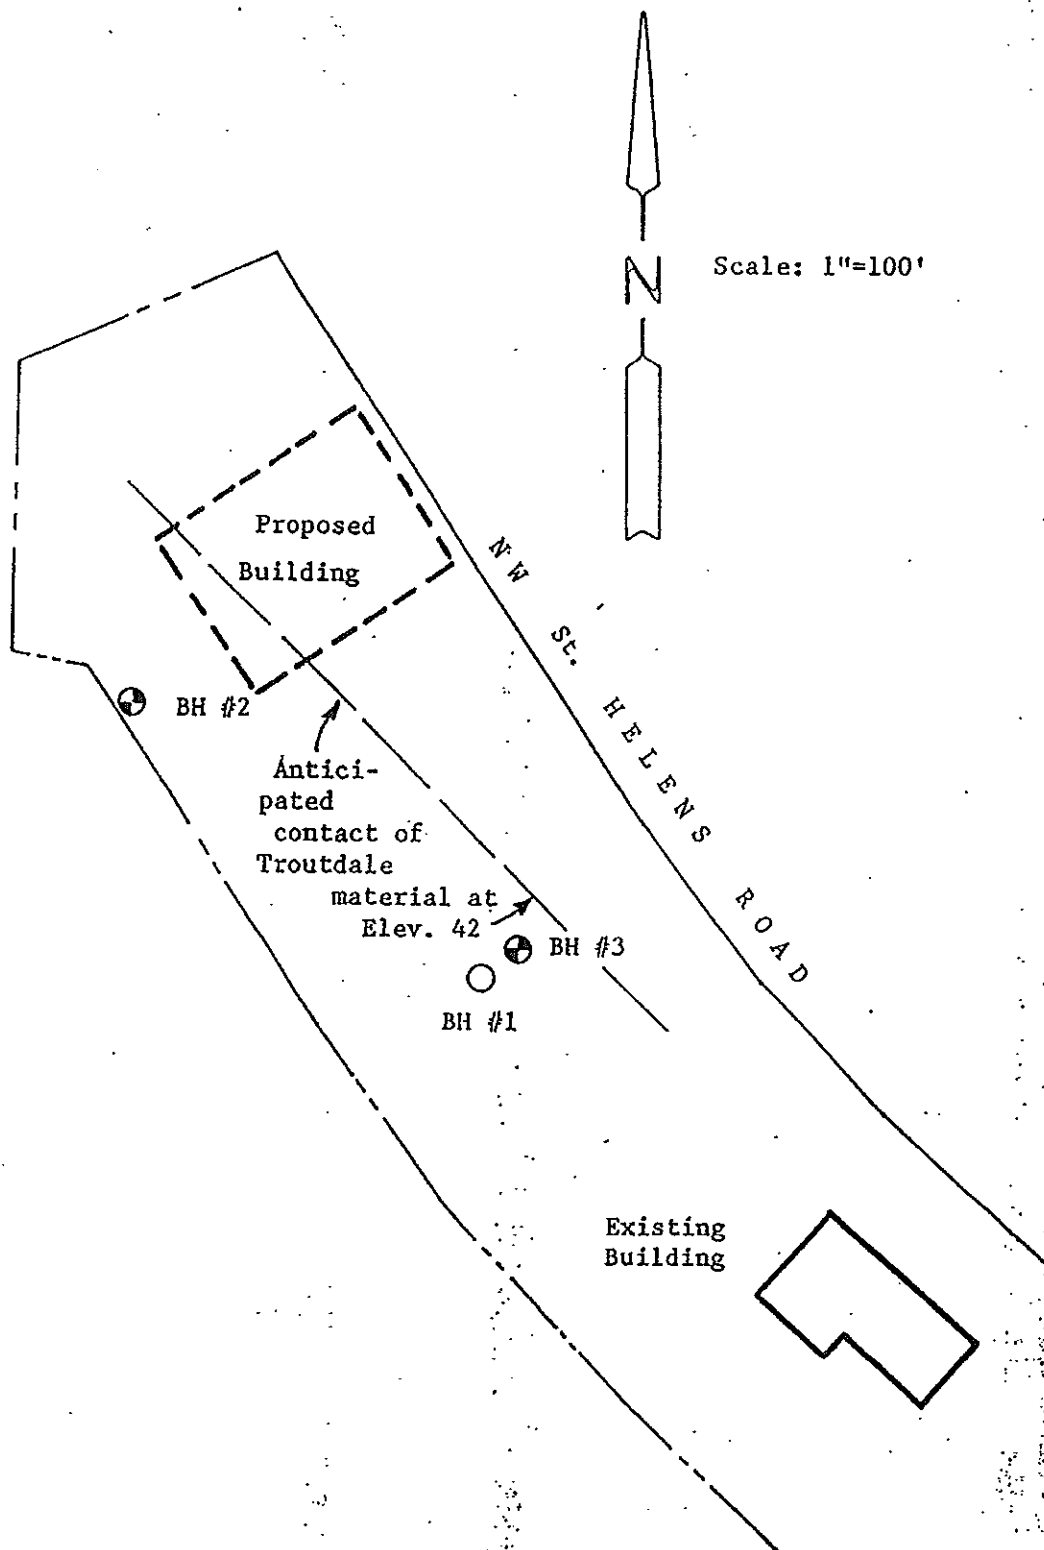 N
Scale: 1"=100'
Proposed
Building
NW St. HELENS ROAD
BH #2
Antici-
pated
contact of
Troutdale
material at
Elev. 42
BH #3
BH #1
Existing
Building